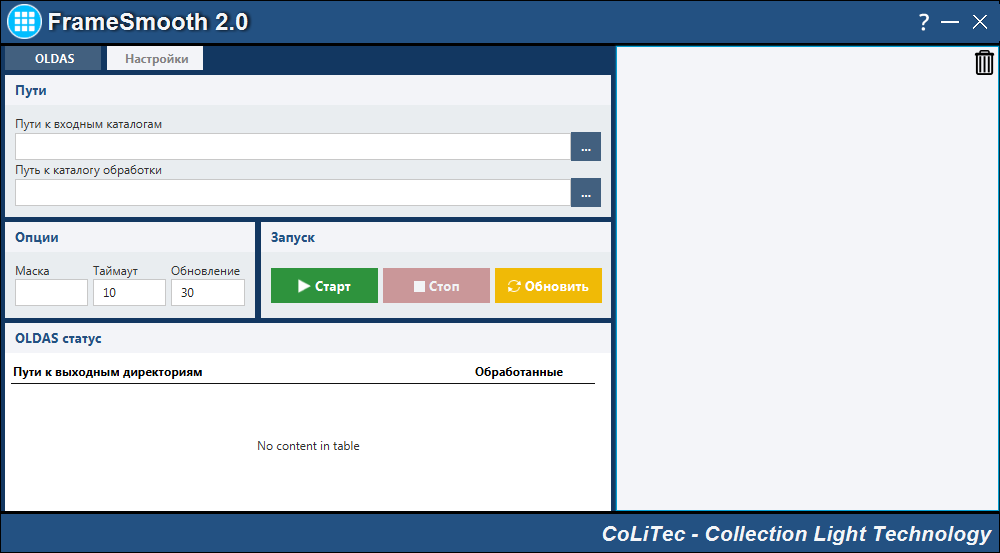 FrameSmooth 2.0
?
OLDAS Настройки
Пути
Пути к входным каталогам
...
Путь к каталогу обработки
...
Опции
Маска Таймаут Обновление
10 30
Запуск
Старт Стоп Обновить
OLDAS статус
Пути к выходным директориям Обработанные
No content in table
CoLiTec - Collection Light Technology